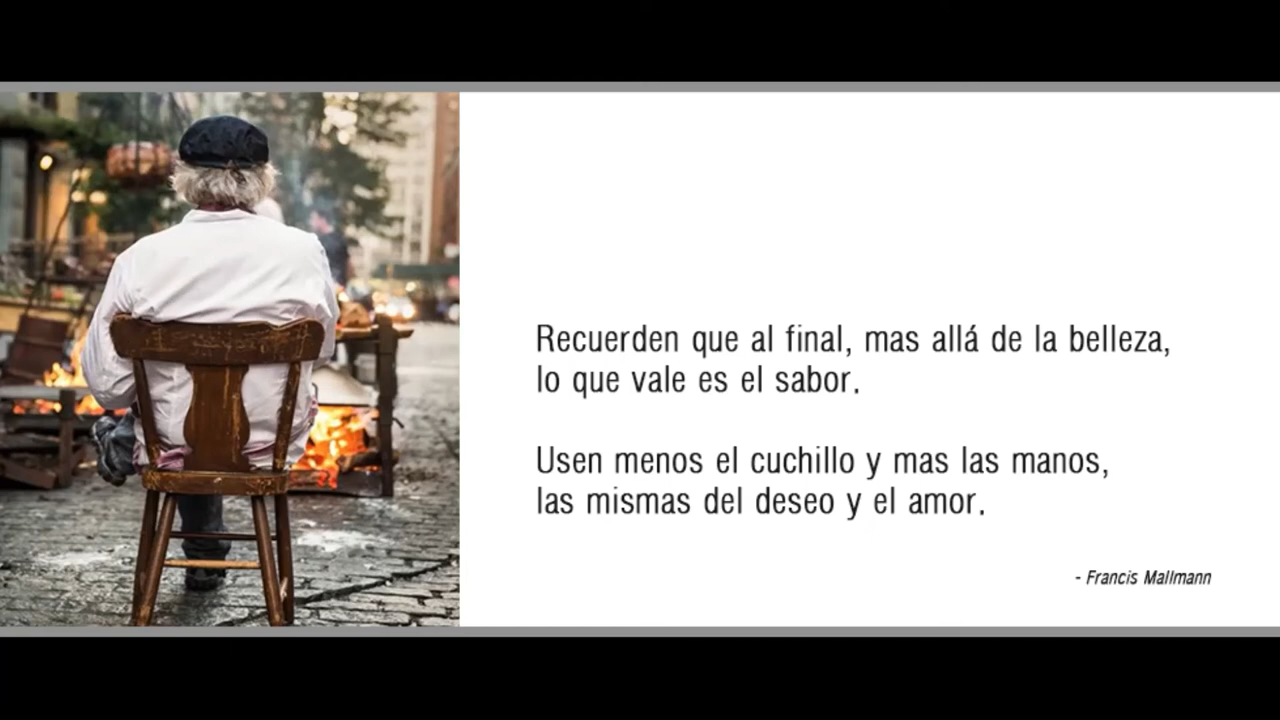 Recuerden que al final, mas allá de la belleza,
lo que vale es el sabor.
Usen menos el cuchillo y mas las manos,
las mismas del deseo y el amor.
- Francis Mallmann